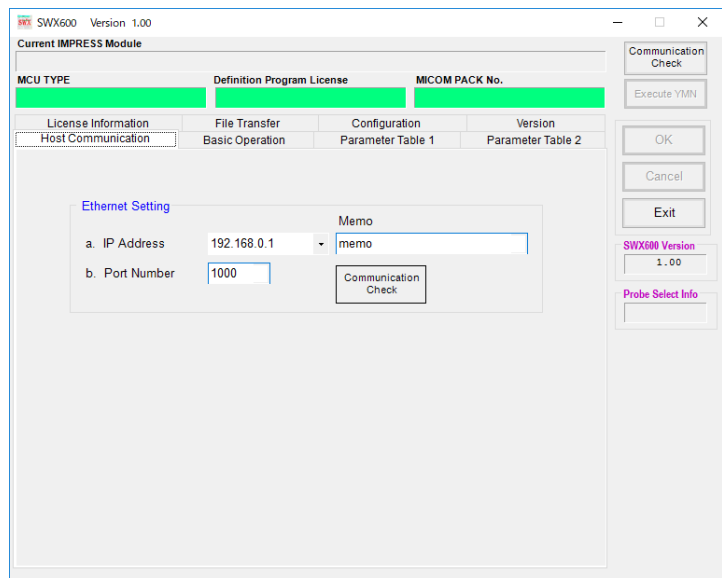 SWX SWX600 Version 1.00
Current IMPRESS Module
MCU TYPE Definition Program License MICOM PACK No.
License Information File Transfer Configuration Version
Host Communication Basic Operation Parameter Table 1 Parameter Table 2
Ethernet Setting
Memo
a. IP Address 192.168.0.1 memo
b. Port Number 1000
Communication
Check
Communication
Check
Execute YMN
OK
Cancel
Exit
SWX600 Version
1.00
Probe Select Info